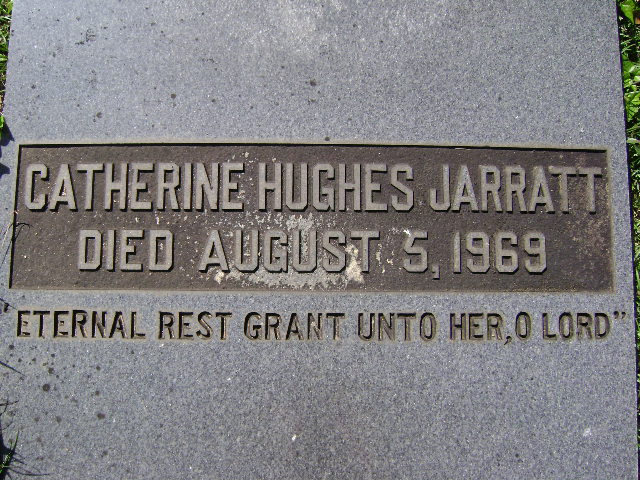 CATHERINE HUGHES JARRATT
DIED AUGUST 5, 1969
ETERNAL REST GRANT UNTO HER, O LORD"